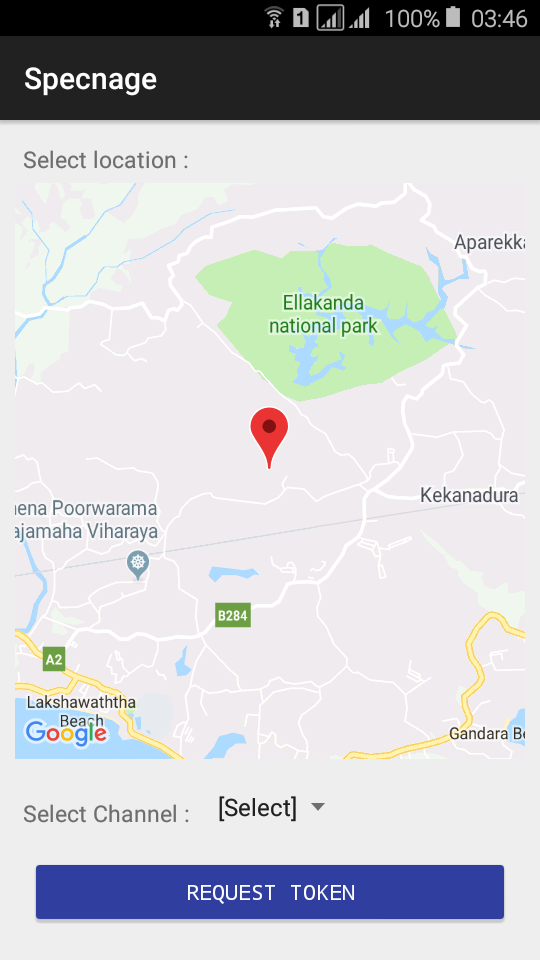 1
100%
03:46
Specnage
Select location :
Aparekka
Ellakanda
national park
Kekanadura
ena Poorwarama
ajamaha Viharaya
B284
A2
Lakshawaththa
Beach
Google
Gandara Be
Select Channel :
[Select]
REQUEST TOKEN